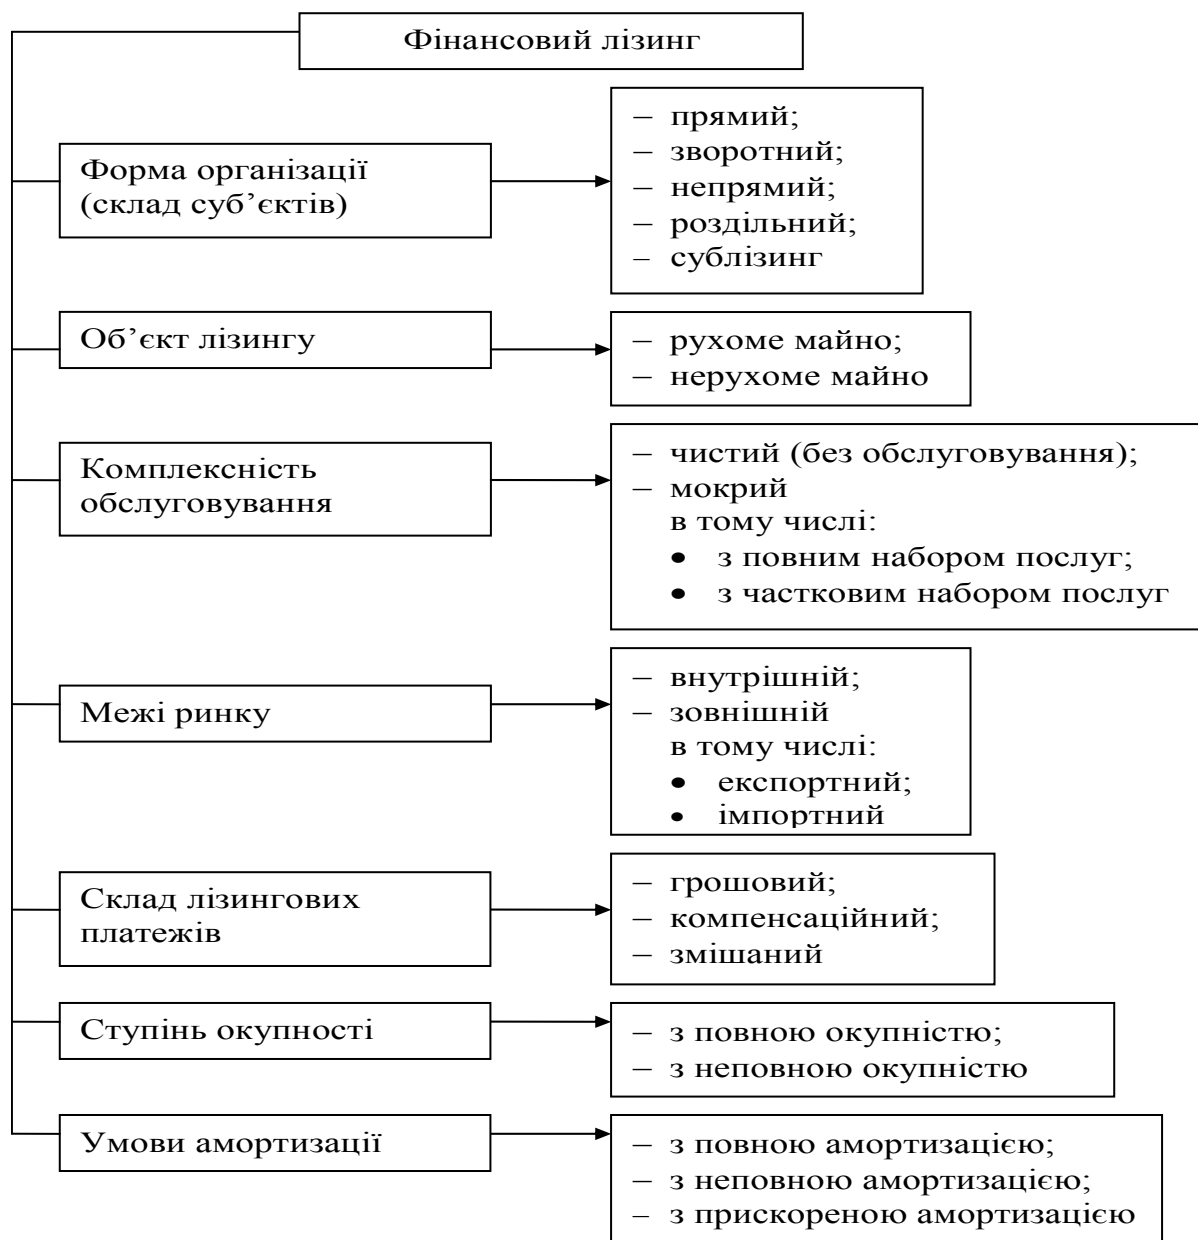 Фінансовий лізинг
Форма організації
(склад суб’єктів)
– прямий;
– зворотний;
– непрямий;
– роздільний;
– сублізинг
Об’єкт лізингу
– рухоме майно;
– нерухоме майно
Комплексність
обслуговування
– чистий (без обслуговування);
– мокрий
в тому числі:
• з повним набором послуг;
• з частковим набором послуг
Межі ринку
– внутрішній;
– зовнішній
в тому числі:
• експортний;
• імпортний
Склад лізингових
платежів
– грошовий;
– компенсаційний;
– змішаний
Ступінь окупності
– з повною окупністю;
– з неповною окупністю
Умови амортизації
– з повною амортизацією;
– з неповною амортизацією;
– з прискореною амортизацією